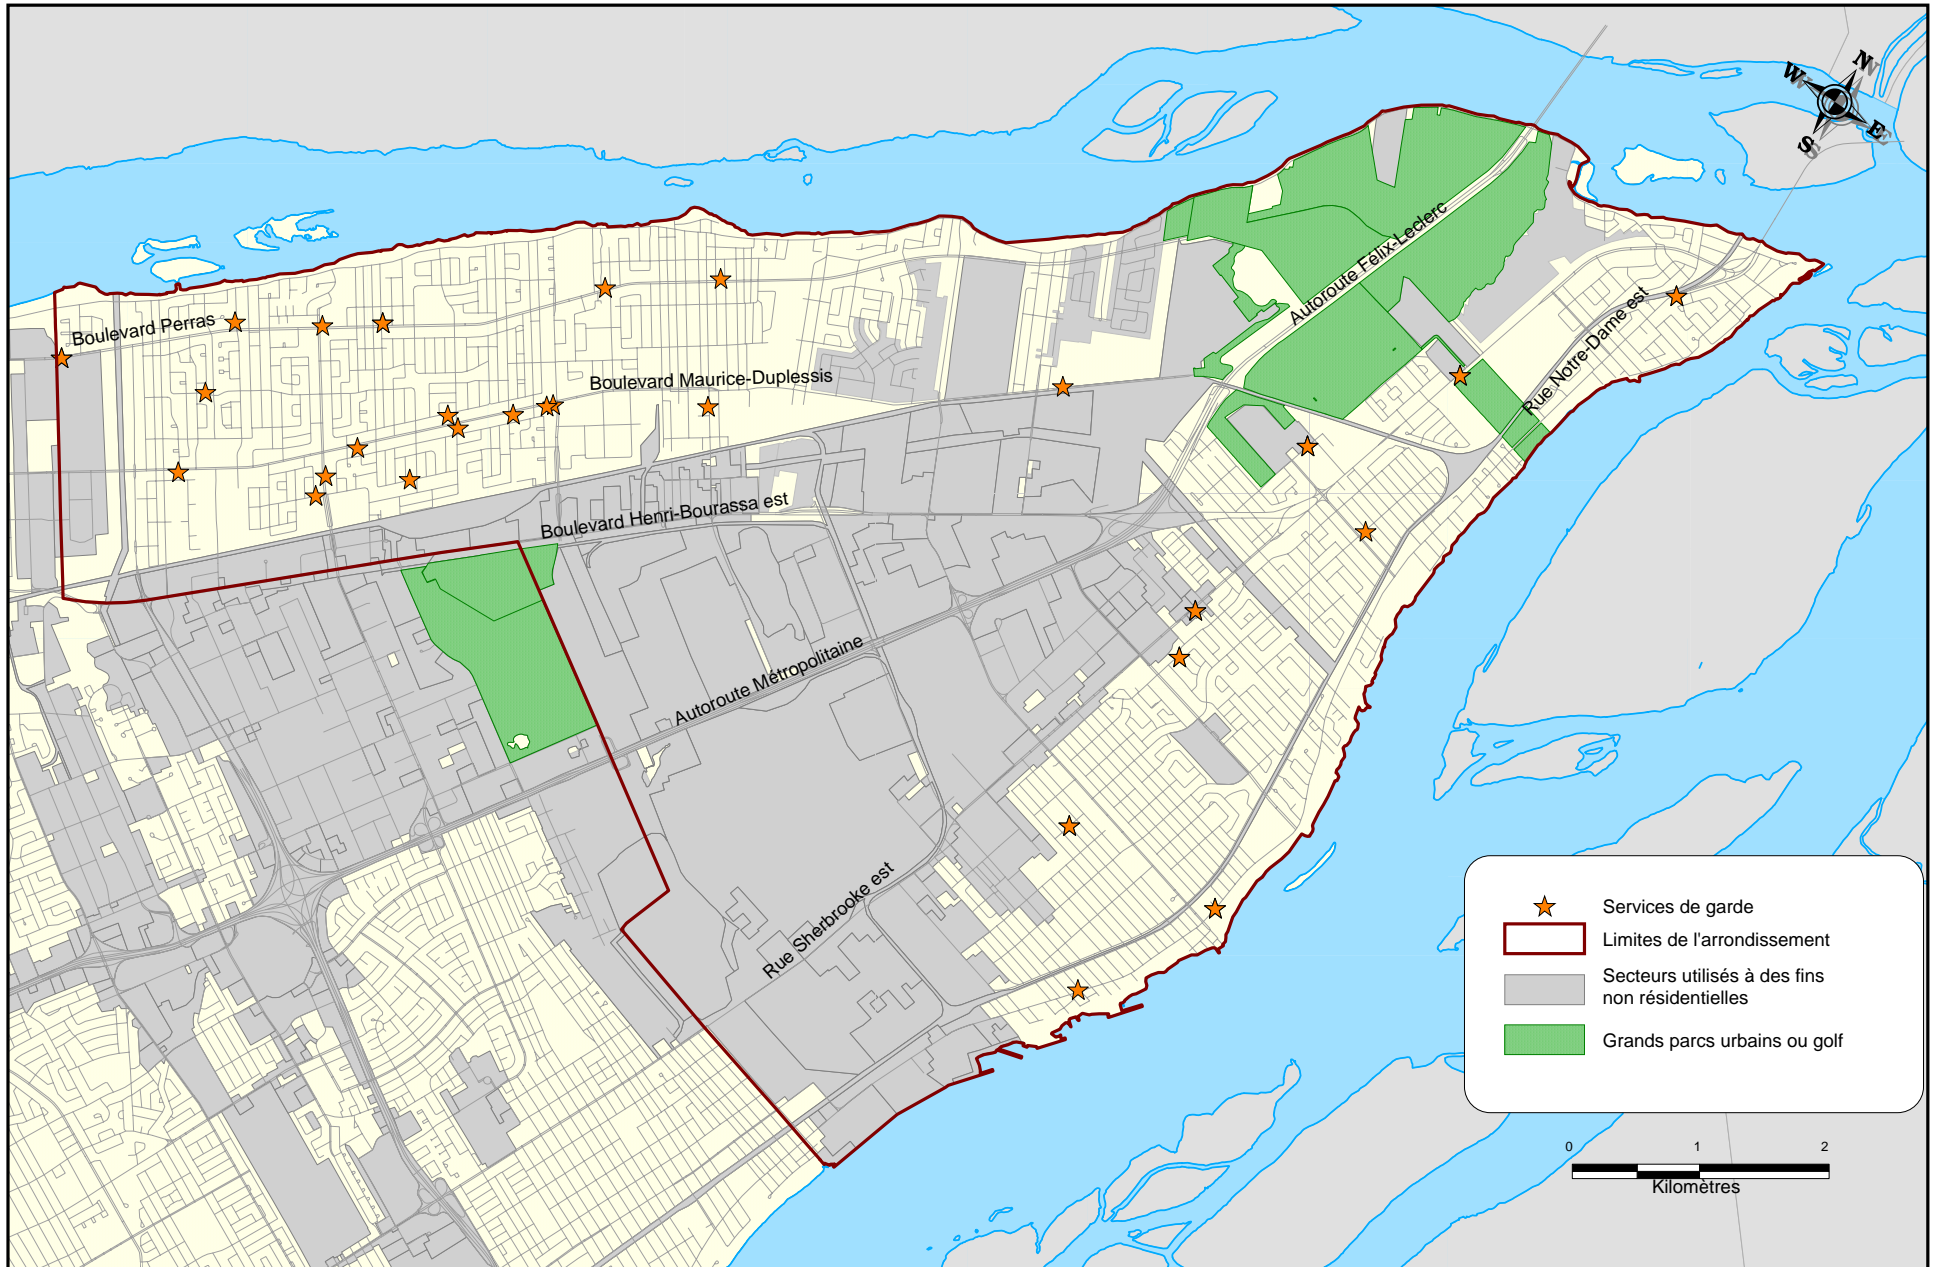 N
W
E
S
Autoroute Félix-Leclerc
Boulevard Perras
Rue Notre-Dame est
Boulevard Maurice-Duplessis
Boulevard Henri-Bourassa est
Autoroute Métropolitaine
Rue Sherbrooke est
Services de garde
Limites de l'arrondissement
Secteurs utilisés à des fins
non résidentielles
Grands parcs urbains ou golf
0 1 2
Kilomètres